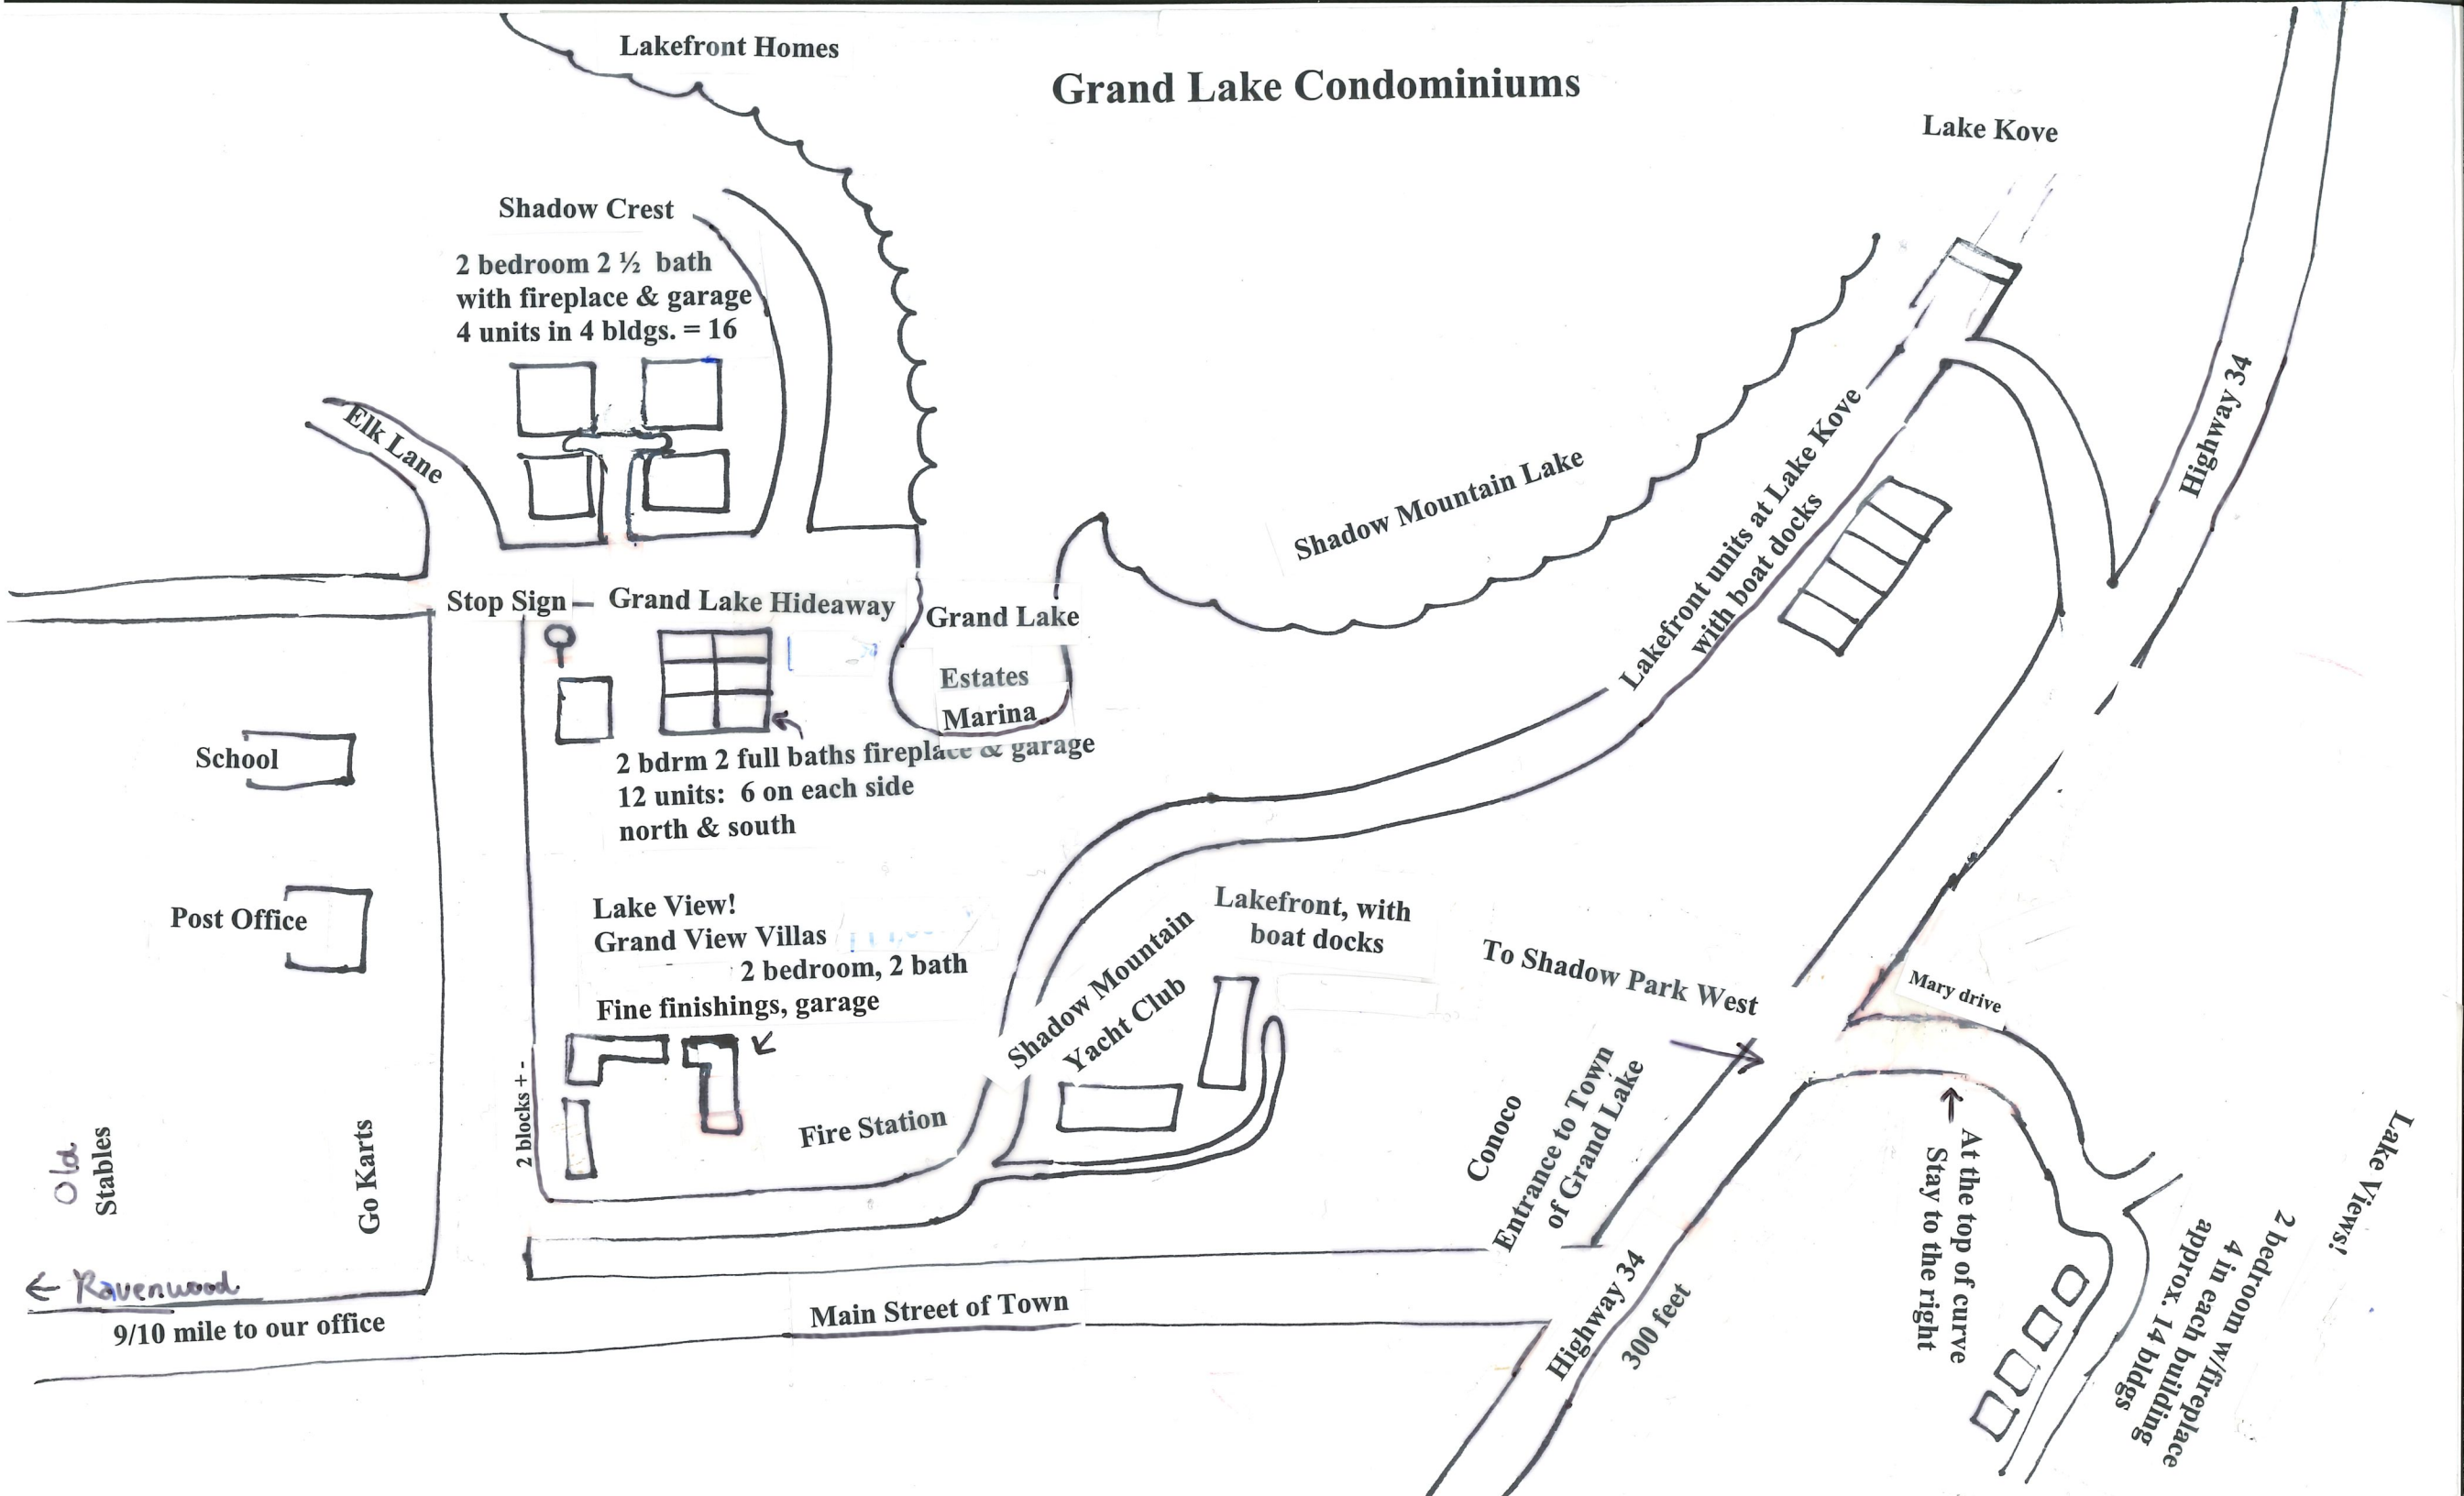 Lakefront Homes
Grand Lake Condominiums
Lake Kove
Shadow Crest
2 bedroom 2 ½ bath
with fireplace & garage
4 units in 4 bldgs. = 16
Elk Lane
Highway 34
Shadow Mountain Lake
Lakefront units at Lake Kove
with boat docks
Stop Sign
Grand Lake Hideaway
Grand Lake
Estates
Marina
School
2 bdrm 2 full baths fireplace & garage
12 units: 6 on each side
north & south
Post Office
Lake View!
Grand View Villas
2 bedroom, 2 bath
Fine finishings, garage
Shadow Mountain
Yacht Club
Lakefront, with
boat docks
To Shadow Park West
Mary drive
2 blocks + -
Fire Station
Conoco
Entrance to Town
of Grand Lake
At the top of curve
Stay to the right
Lake Views!
2 bedroom w/fireplace
4 in each building
approx. 14 bldgs
Old
Stables
Go Karts
← Ravenwood
9/10 mile to our office
Main Street of Town
Highway 34
300 feet